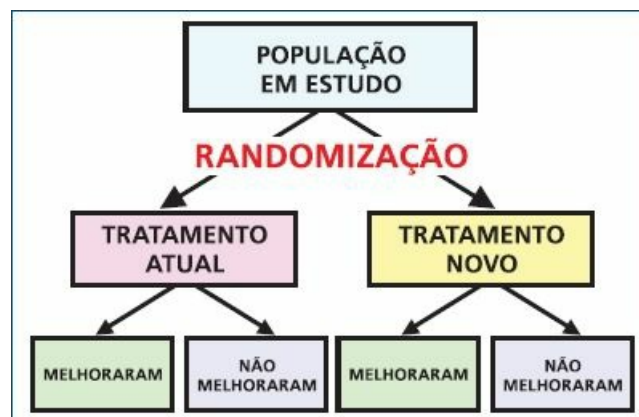 POPULAÇÃO
EM ESTUDO
RANDOMIZAÇÃO
TRATAMENTO
ATUAL
TRATAMENTO
NOVO
MELHORARAM
NÃO
MELHORARAM
MELHORARAM
NÃO
MELHORARAM